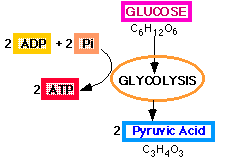 GLUCOSE
C₆H₁₂O₆
2 ADP + 2 Pi
GLYCOLYSIS
2 ATP
2 Pyruvic Acid
C₃H₄O₃